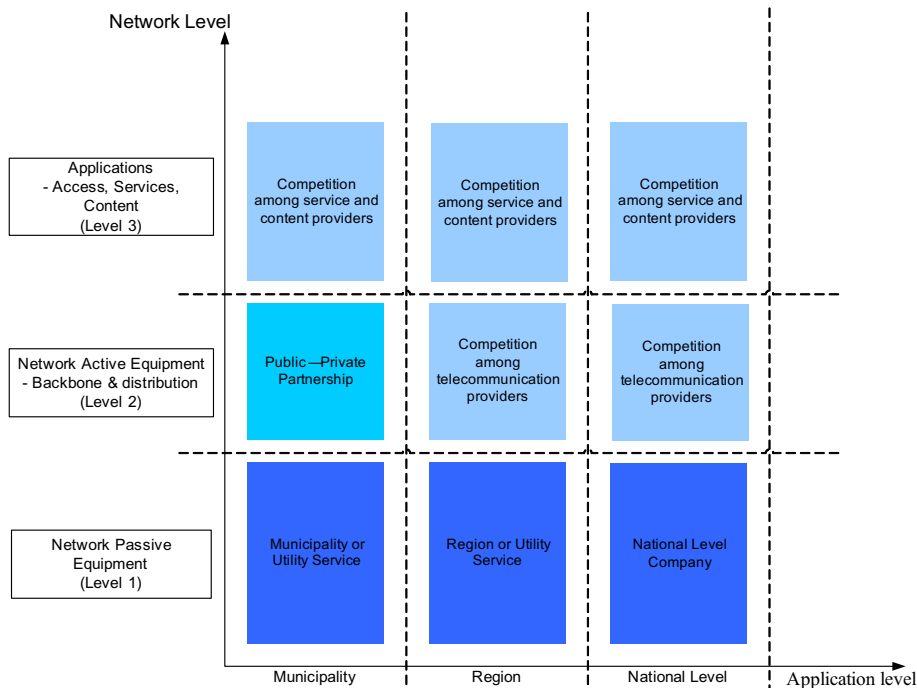 Network Level
Applications
- Access, Services,
Content
(Level 3)
Competition
among service and
content providers
Competition
among service and
content providers
Competition
among service and
content providers
Network Active Equipment
- Backbone & distribution
(Level 2)
Public—Private
Partnership
Competition
among
telecommunication
providers
Competition
among
telecommunication
providers
Network Passive
Equipment
(Level 1)
Municipality or
Utility Service
Region or Utility
Service
National Level
Company
Municipality
Region
National Level
Application level